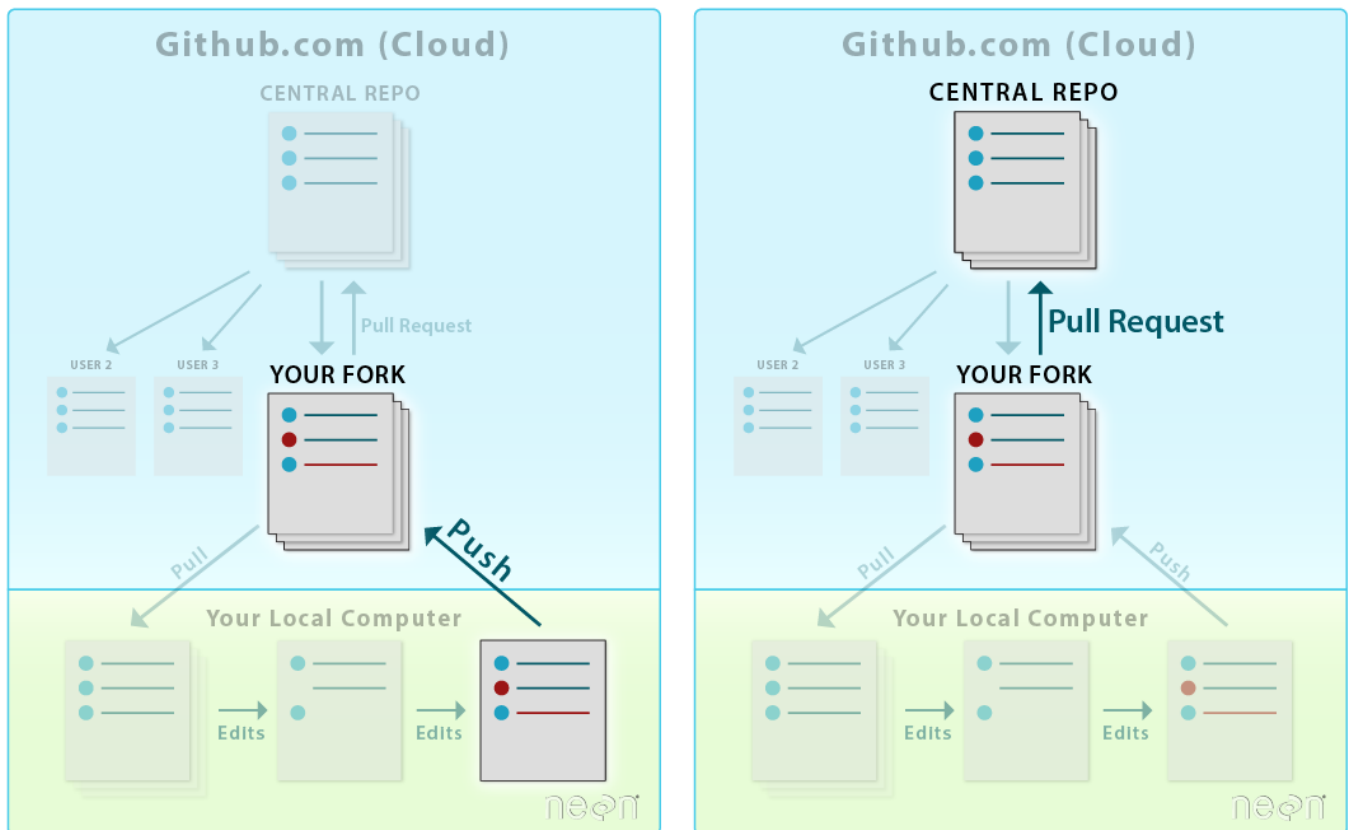 Github.com (Cloud)
CENTRAL REPO
Pull Request
USER 2
USER 3
YOUR FORK
Pull
Push
Your Local Computer
Edits
Edits
neon
Github.com (Cloud)
CENTRAL REPO
Pull Request
USER 2
USER 3
YOUR FORK
Pull
Push
Your Local Computer
Edits
Edits
neon